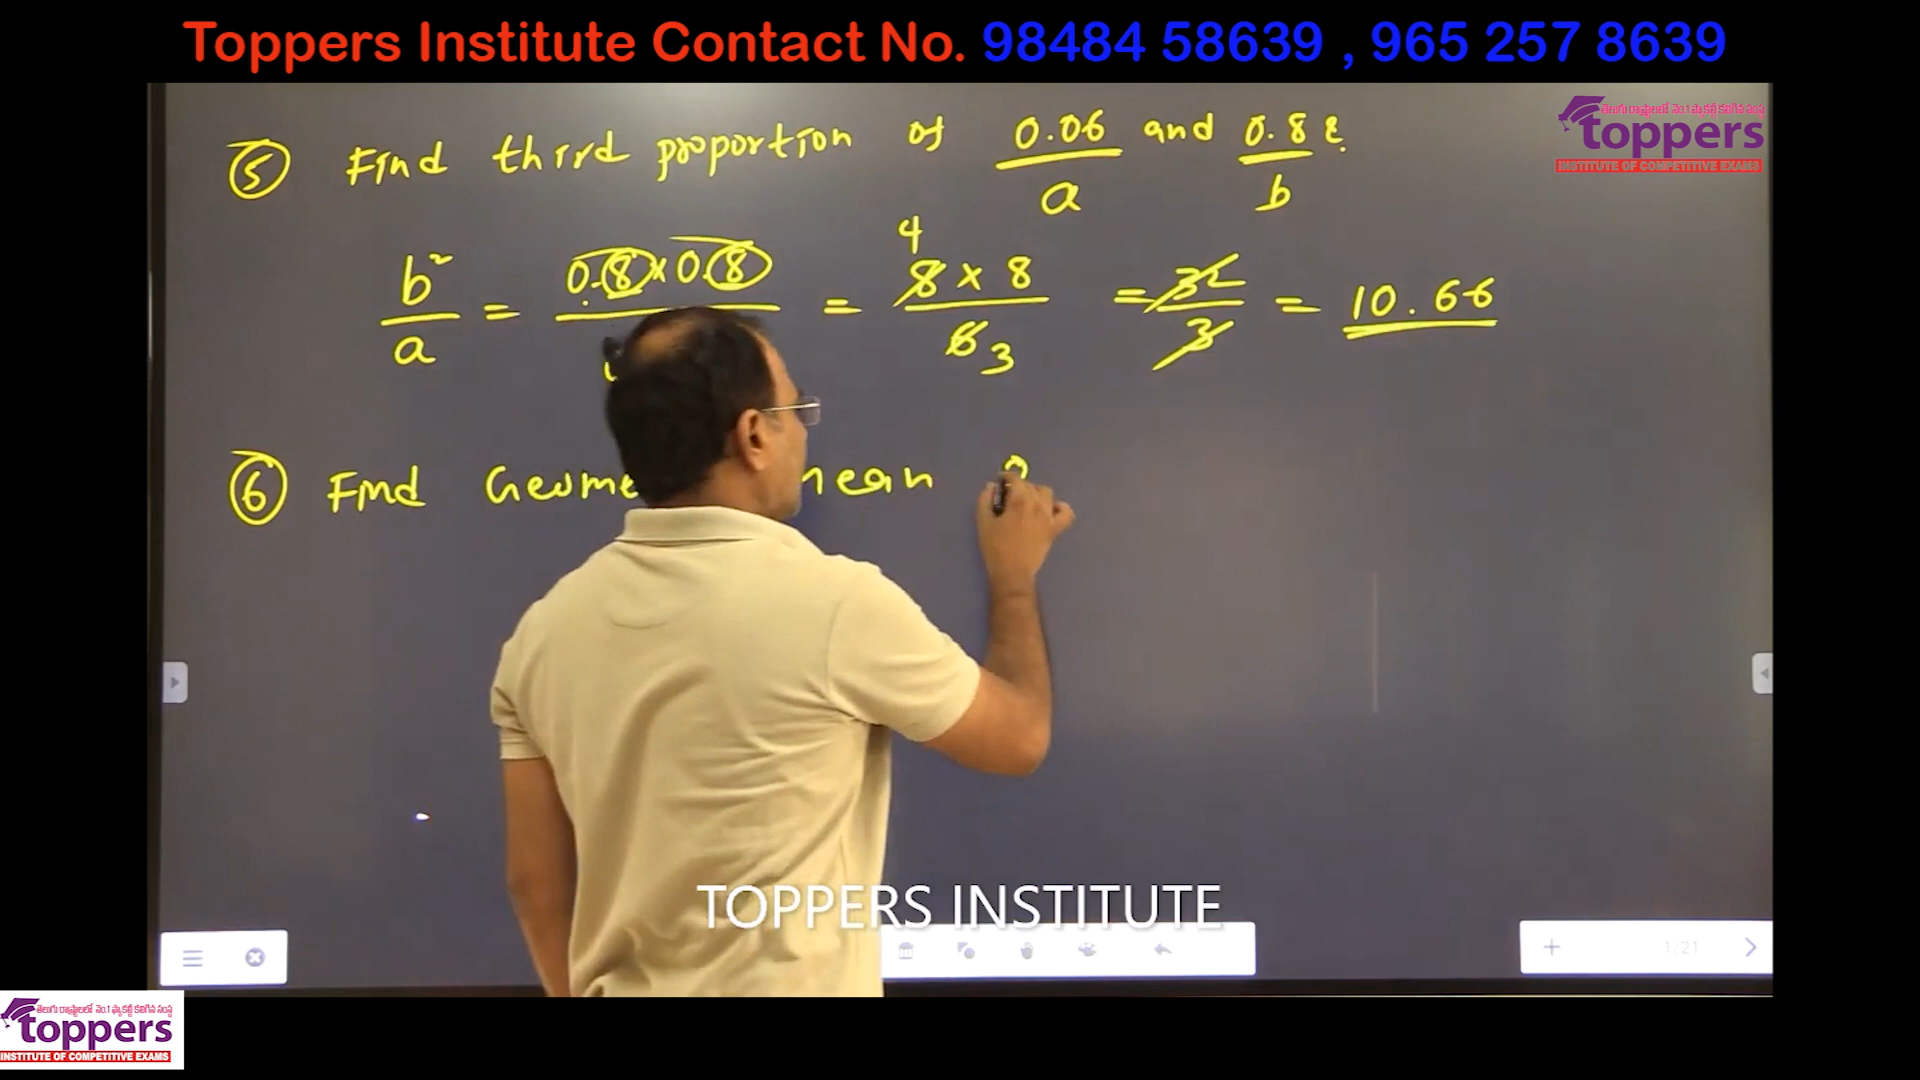 Toppers Institute Contact No. 98484 58639 , 965 257 8639
toppers
INSTITUTE OF COMPETITIVE EXAMS
5 Find third proportion of 0.06 and 0.8 ?
a b
b² / a = 0.8 x 0.8 = 8 x 8 / 6 = 32 / 3 = 10.66
4
3
6 Find mean
TOPPERS INSTITUTE
1/21
toppers
INSTITUTE OF COMPETITIVE EXAMS